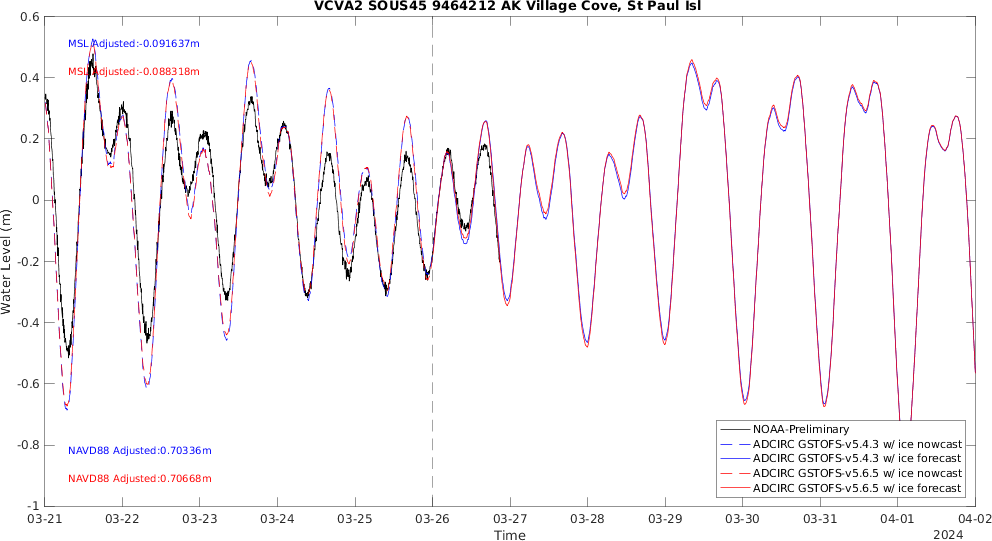 VCVA2 SOUS45 9464212 AK Village Cove, St Paul Isl
0.6
0.4
0.2
0
-0.2
-0.4
-0.6
-0.8
-1
Water Level (m)
MSL Adjusted:-0.091637m
MSL Adjusted:-0.088318m
NAVD88 Adjusted:0.70336m
NAVD88 Adjusted:0.70668m
NOAA-Preliminary
ADCIRC GSTOFS-v5.4.3 w/ ice nowcast
ADCIRC GSTOFS-v5.4.3 w/ ice forecast
ADCIRC GSTOFS-v5.6.5 w/ ice nowcast
ADCIRC GSTOFS-v5.6.5 w/ ice forecast
03-21 03-22 03-23 03-24 03-25 03-26 03-27 03-28 03-29 03-30 03-31 04-01 04-02
Time
2024